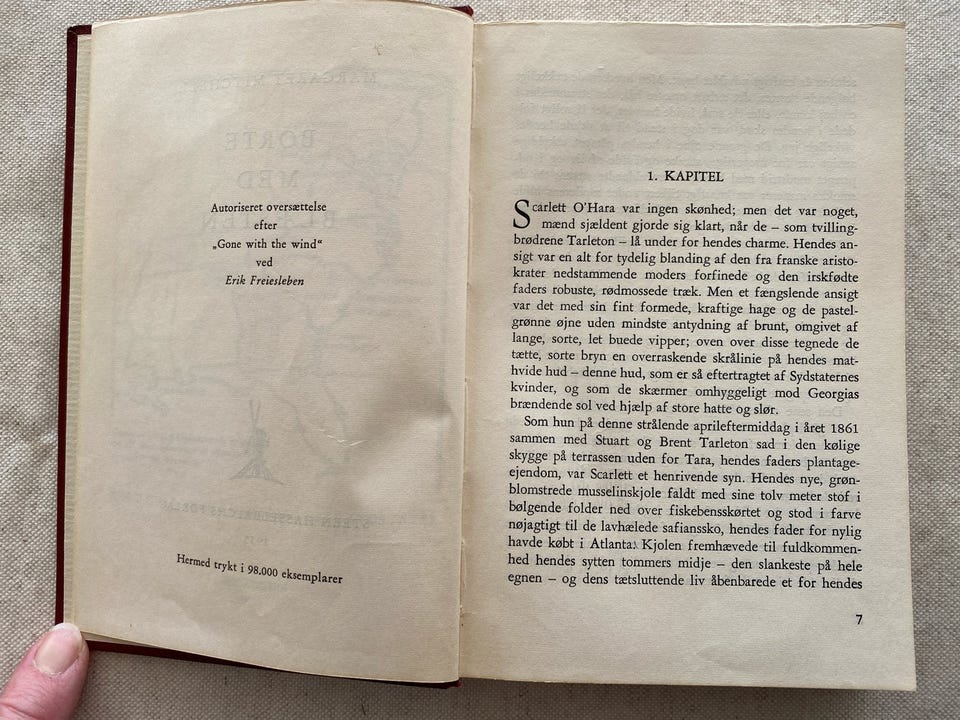 Autoriseret oversættelse
efter
„Gone with the wind“
ved
Erik Freiesleben
Hermed trykt i 98.000 eksemplarer
1. KAPITEL
Scarlett O'Hara var ingen skønhed; men det var noget,
mænd sjældent gjorde sig klart, når de – som tvilling-
brødrene Tarleton – lå under for hendes charme. Hendes an-
sigt var en alt for tydelig blanding af den fra franske aristo-
krater nedstammende moders forfinede og den irskfødte
faders robuste, rødmossede træk. Men et fængslende ansigt
var det med sin fint formede, kraftige hage og de pastel-
grønne øjne uden mindste antydning af brunt, omgivet af
lange, sorte, let buede vipper; oven over disse tegnede de
tætte, sorte bryn en overraskende skrålinie på hendes mat-
hvide hud – denne hud, som er så eftertragtet af Sydstaternes
kvinder, og som de skærmer omhyggeligt mod Georgias
brændende sol ved hjælp af store hatte og slør.
Som hun på denne strålende aprileftermiddag i året 1861
sammen med Stuart og Brent Tarleton sad i den kølige
skygge på terrassen uden for Tara, hendes faders plantage-
ejendom, var Scarlett et henrivende syn. Hendes nye, grøn-
blomstrede musselinskjole faldt med sine tolv meter stof i
bølgende folder ned over fiskebensskørtet og stod i farve
nøjagtigt til de lavhælede safianssko, hendes fader for nylig
havde købt i Atlanta. Kjolen fremhævede til fuldkommen-
hed hendes sytten tommers midje – den slankeste på hele
egnen – og dens tætsluttende liv åbenbarede et for hendes
7